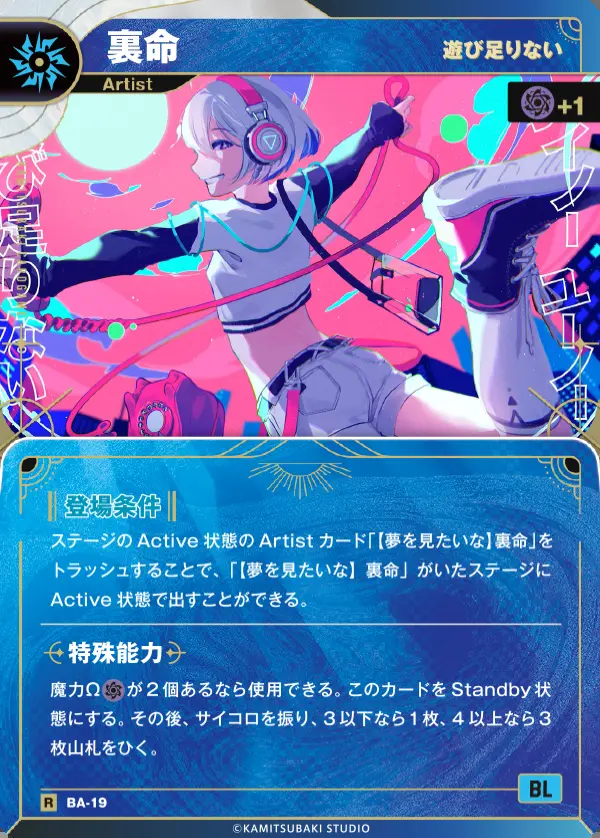 裏命
遊び足りない
Artist
+1
び足りない
登場条件
ステージの Active 状態の Artist カード「【夢を見たいな】裏命」を
トラッシュすることで、「【夢を見たいな】裏命」がいたステージに
Active 状態で出すことができる。
特殊能力
魔力Ωが2個あるなら使用できる。このカードを Standby 状
態にする。その後、サイコロを振り、3以下なら1枚、4以上なら3
枚山札をひく。
BL
R BA-19
©KAMITSUBAKI STUDIO